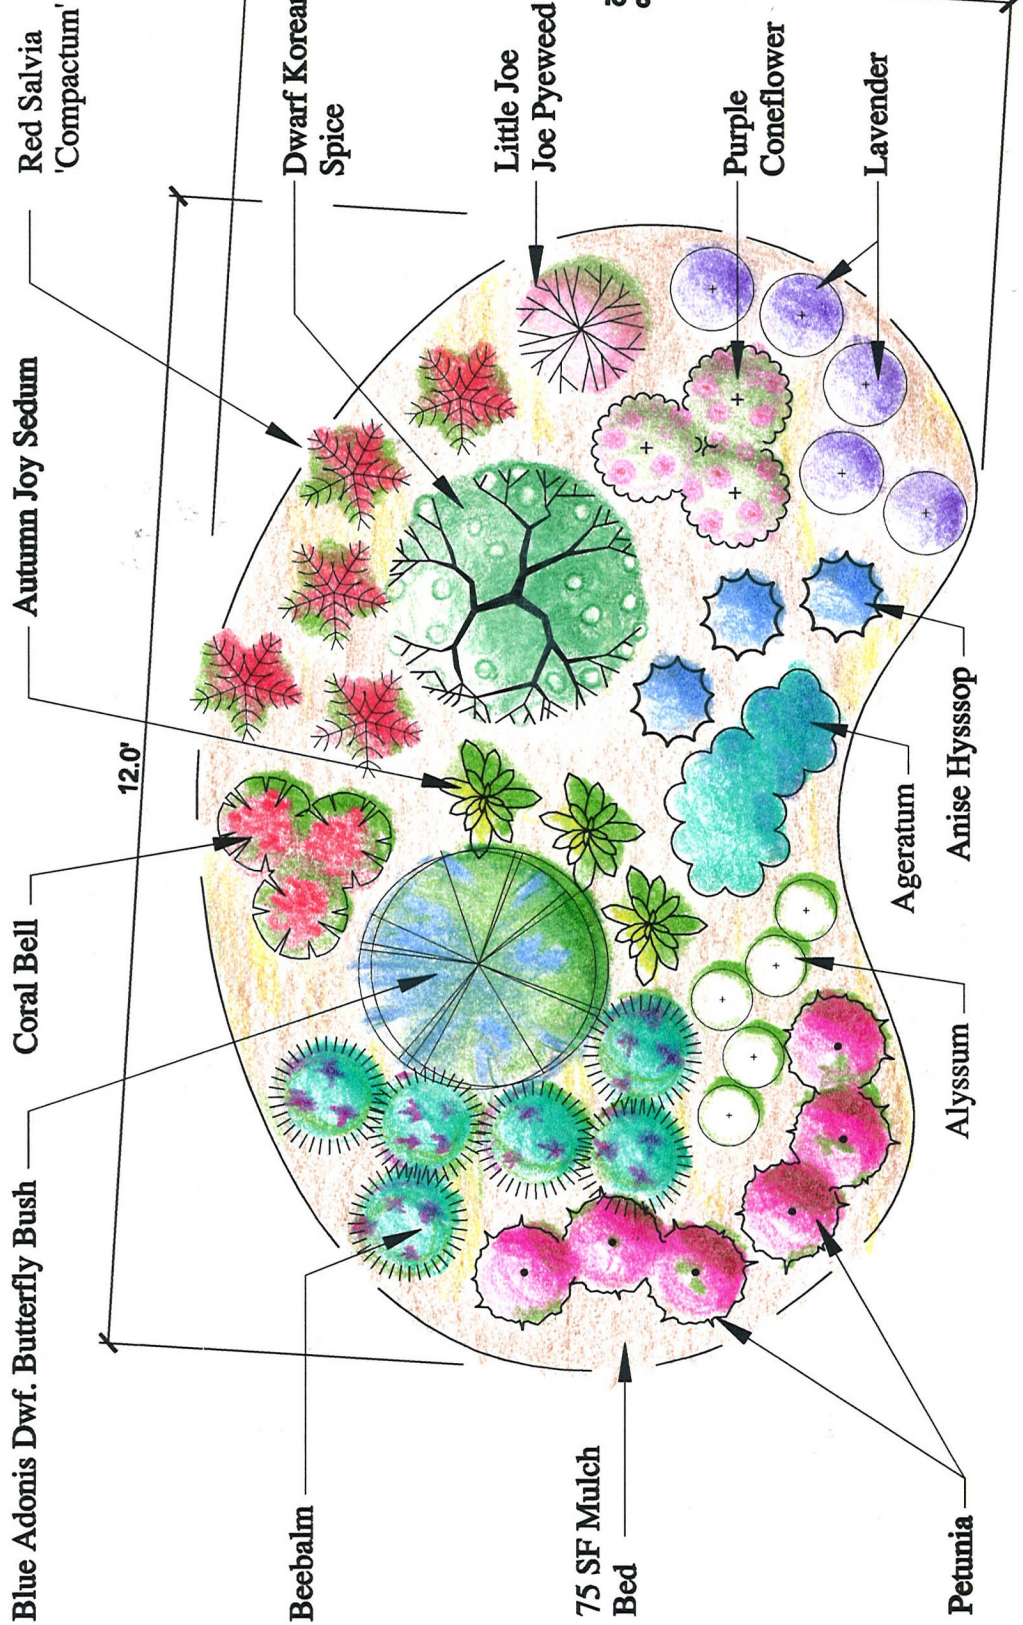 Blue Adonis Dwf. Butterfly Bush
Coral Bell
Autumn Joy Sedum
Red Salvia
'Compactum'
12.0'
Dwarf Korean
Spice
Beebalm
Little Joe
Joe Pyeweed
75 SF Mulch
Bed
Purple
Coneflower
Lavender
Ageratum
Anise Hysssop
Alyssum
Petunia